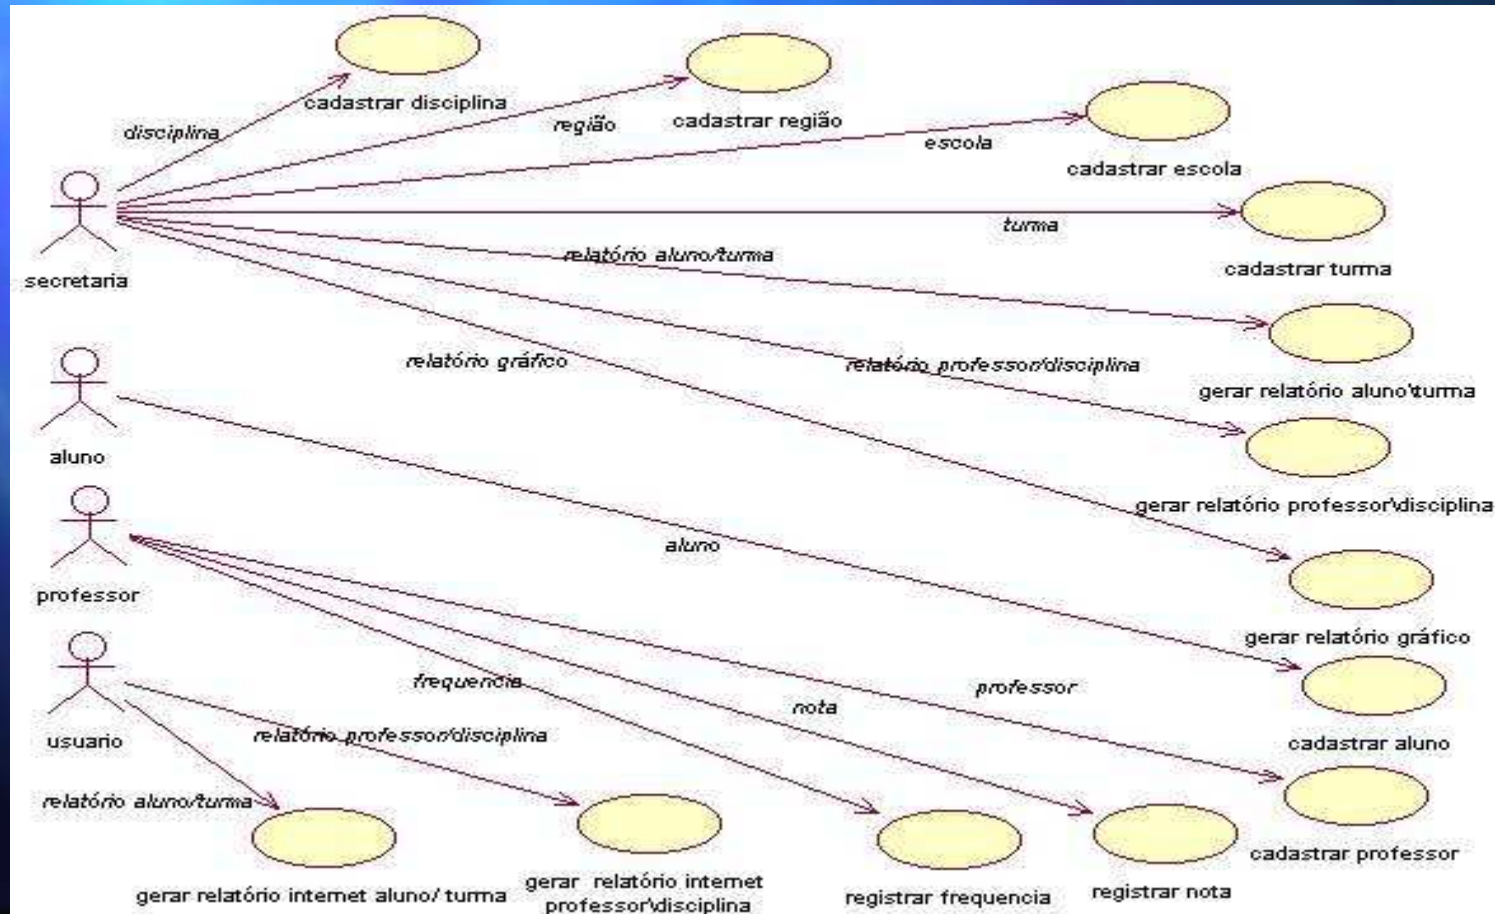 cadastrar disciplina
disciplina
região
cadastrar região
escola
cadastrar escola
turma
cadastrar turma
secretaria
relatório aluno/turma
relatório gráfico
relatório professor/disciplina
gerar relatório aluno\turma
aluno
gerar relatório professor\disciplina
aluno
professor
gerar relatório gráfico
frequencia
nota
professor
cadastrar aluno
usuario
relatório professor/disciplina
relatório aluno/turma
cadastrar professor
gerar relatório internet aluno/ turma
gerar relatório internet
professor\disciplina
registrar frequencia
registrar nota